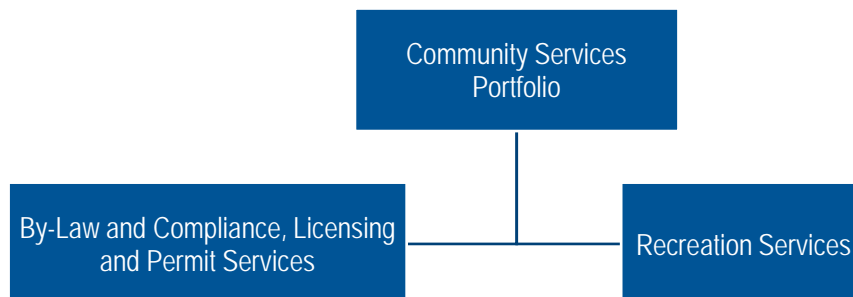 Community Services
Portfolio
By-Law and Compliance, Licensing
and Permit Services
Recreation Services